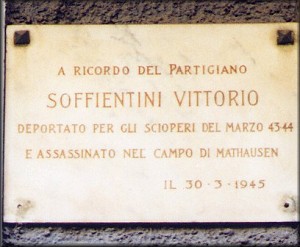 A RICORDO DEL PARTIGIANO
SOFFIENTINI VITTORIO
DEPORTATO PER GLI SCIOPERI DEL MARZO 43-44
E ASSASSINATO NEL CAMPO DI MATHAUSEN
IL 30-3-1945